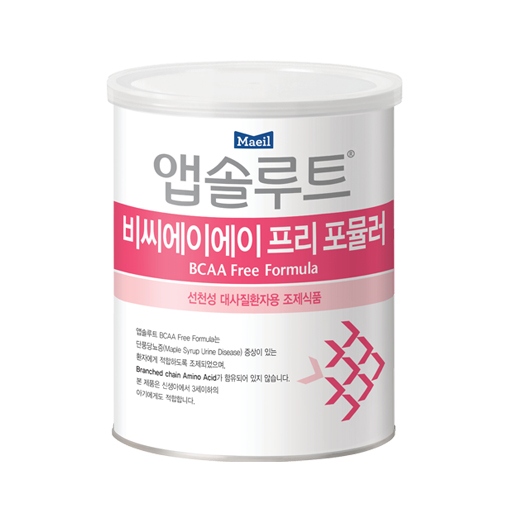 Maeil
앱솔루트®
비씨에이에이 프리 포뮬러
BCAA Free Formula
선천성 대사질환자용 조제식품
앱솔루트 BCAA Free Formula는
단풍당뇨증(Maple Syrup Urine Disease) 증상이 있는
환자에게 적합하도록 조제되었으며,
Branched chain Amino Acid가 함유되어 있지 않습니다.
본 제품은 신생아에서 3세이하의
아기에게도 적합합니다.